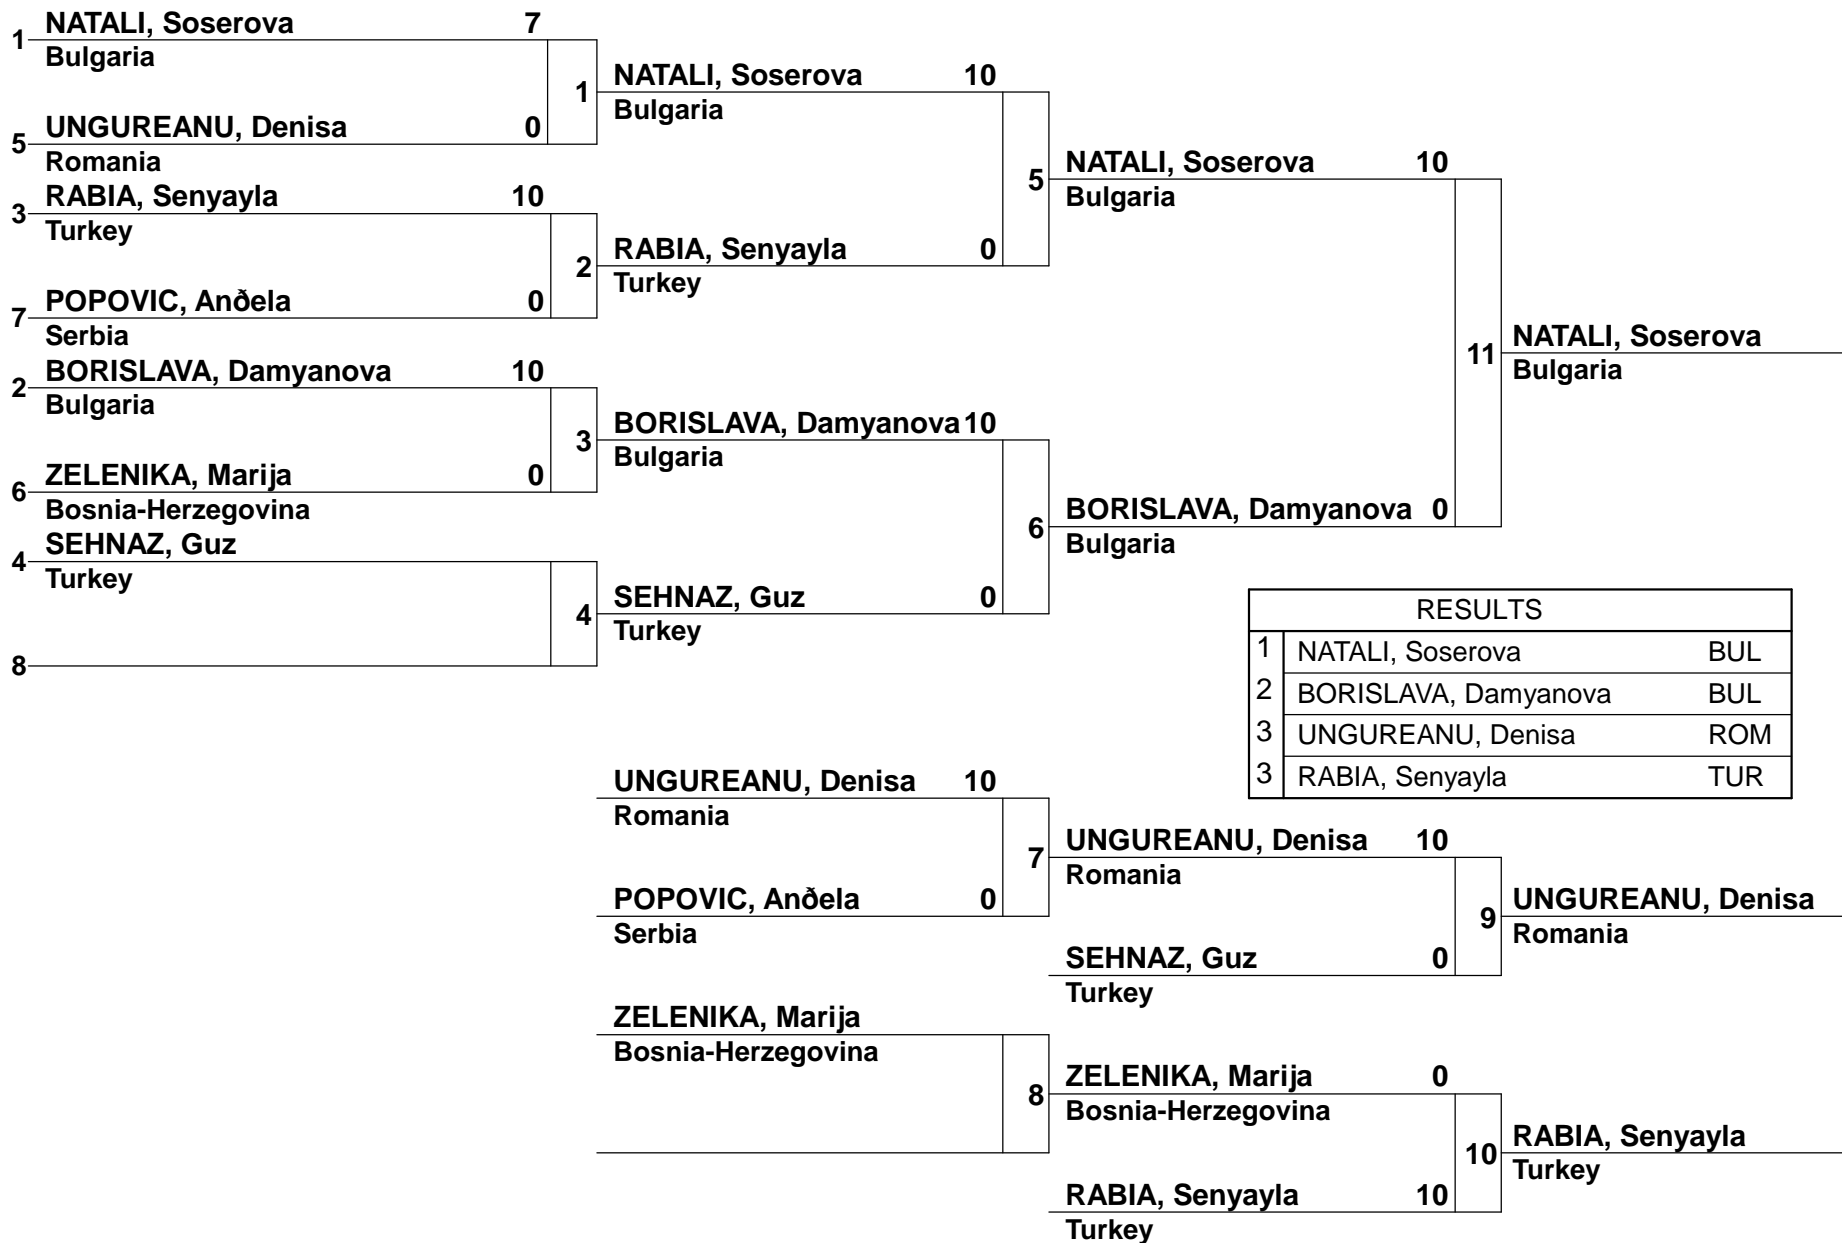 NATALI, Soserova 7
1
Bulgaria
UNGUREANU, Denisa 0
5
Romania
RABIA, Senyayla 10
3
Turkey
POPOVIC, Anðela 0
7
Serbia
BORISLAVA, Damyanova 10
2
Bulgaria
ZELENIKA, Marija 0
6
Bosnia-Herzegovina
SEHNAZ, Guz
4
Turkey
8
1
NATALI, Soserova 10
Bulgaria
2
RABIA, Senyayla 0
Turkey
3
BORISLAVA, Damyanova 10
Bulgaria
4
SEHNAZ, Guz 0
Turkey
5
NATALI, Soserova 10
Bulgaria
6
BORISLAVA, Damyanova 0
Bulgaria
11
NATALI, Soserova
Bulgaria
RESULTS
1 NATALI, Soserova BUL
2 BORISLAVA, Damyanova BUL
3 UNGUREANU, Denisa ROM
3 RABIA, Senyayla TUR
UNGUREANU, Denisa 10
Romania
POPOVIC, Anðela 0
Serbia
ZELENIKA, Marija
Bosnia-Herzegovina
7
UNGUREANU, Denisa 10
Romania
SEHNAZ, Guz 0
Turkey
8
ZELENIKA, Marija 0
Bosnia-Herzegovina
RABIA, Senyayla 10
Turkey
9
UNGUREANU, Denisa
Romania
10
RABIA, Senyayla
Turkey